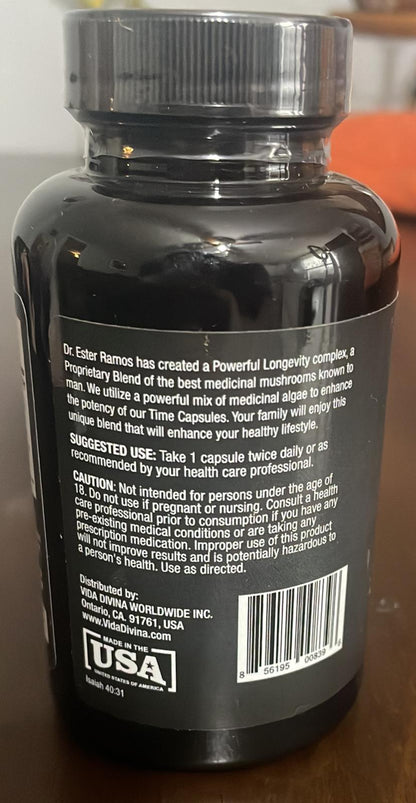 Dr. Ester Ramos has created a Powerful Longevity complex, a
Proprietary Blend of the best medicinal mushrooms known to
man. We utilize a powerful mix of medicinal algae to enhance
the potency of our Time Capsules. Your family will enjoy this
unique blend that will enhance your healthy lifestyle.
SUGGESTED USE: Take 1 capsule twice daily or as
recommended by your health care professional.
CAUTION: Not intended for persons under the age of
18. Do not use if pregnant or nursing. Consult a health
care professional prior to consumption if you have any
pre-existing medical conditions or are taking any
prescription medication. Improper use of this product
will not improve results and is potentially hazardous to
a person's health. Use as directed.
Distributed by:
VIDA DIVINA WORLDWIDE INC.
Ontario, CA. 91761, USA
www.VidaDivina.com
MADE IN THE
USA
UNITED STATES OF AMERICA
Isaiah 40:31
8 56195 00839